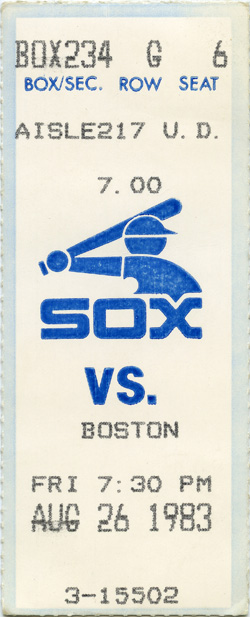 BOX234 G 6
BOX/SEC. ROW SEAT
AISLE217 U.D.
7.00
SOX
VS.
BOSTON
FRI 7:30 PM
AUG 26 1983
3-15502